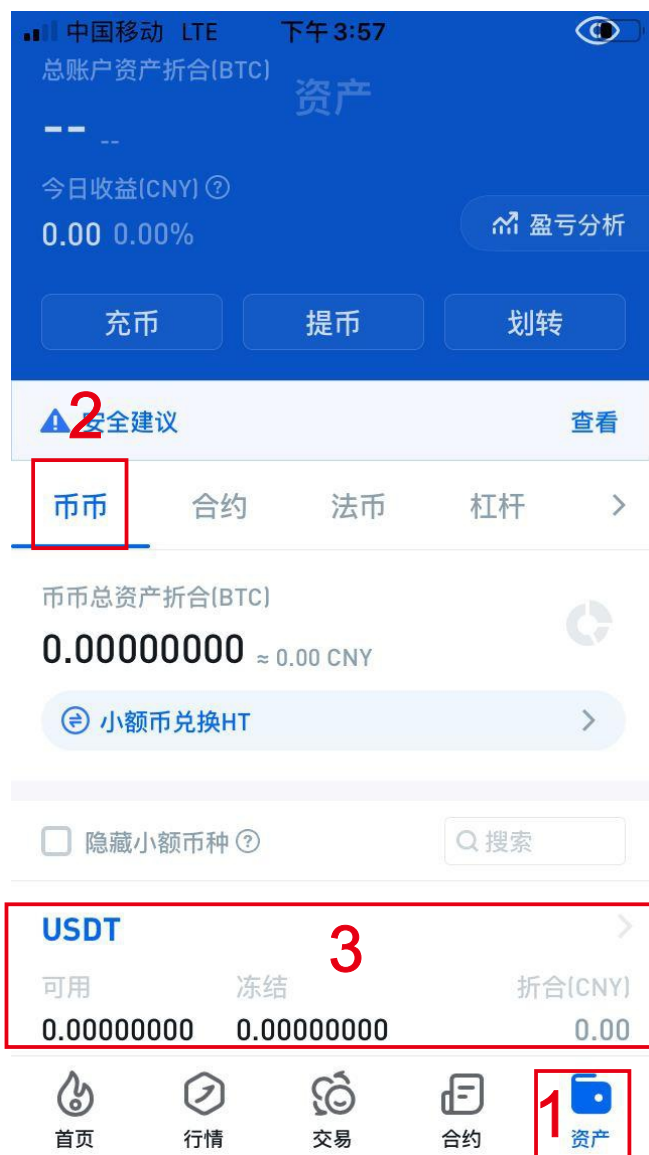 中国移动 LTE 下午 3:57
总账户资产折合(BTC)
资产
-- --
今日收益(CNY) ?
0.00 0.00% 盈亏分析
充币 提币 划转
2
安全建议 查看
币币 合约 法币 杠杆 >
币币总资产折合(BTC)
0.00000000 ≈ 0.00 CNY
小额币兑换HT >
隐藏小额币种 ? 搜索
USDT >
3
可用 冻结 折合(CNY)
0.00000000 0.00000000 0.00
1
首页 行情 交易 合约 资产